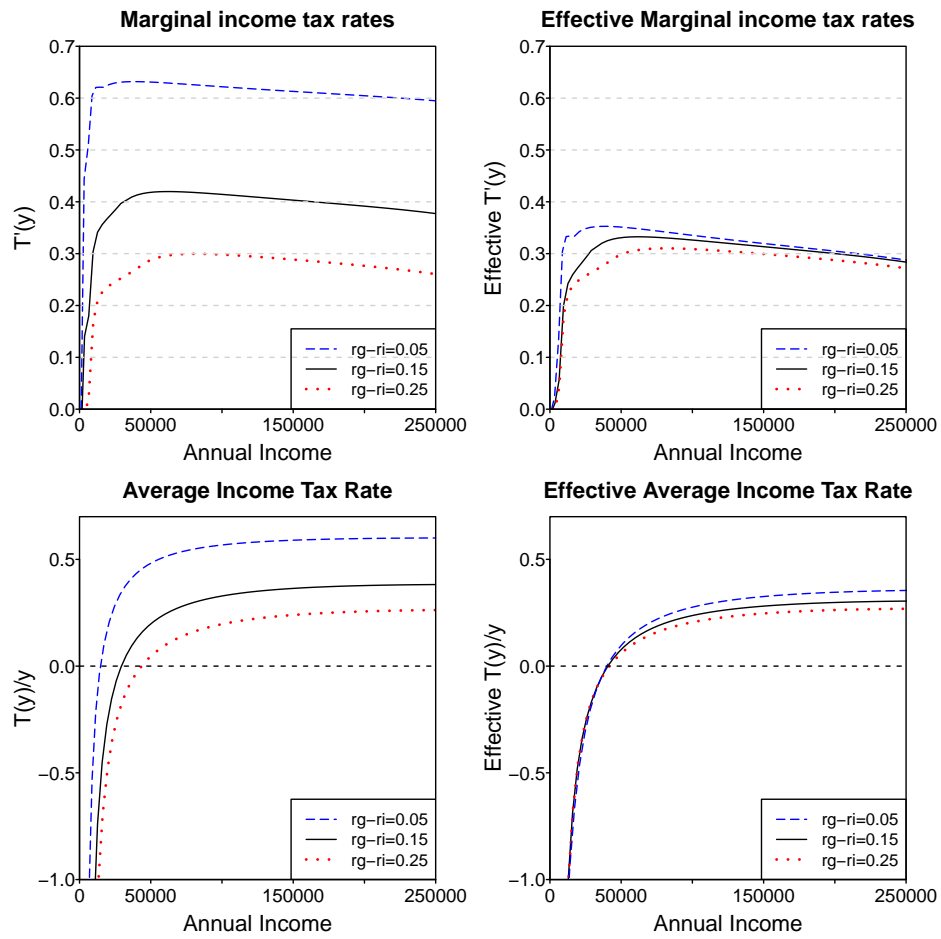 Marginal income tax rates
T'(y)
0.7
0.6
0.5
0.4
0.3
0.2
0.1
0.0
0
50000
150000
250000
Annual Income
rg−ri=0.05
rg−ri=0.15
rg−ri=0.25
Effective Marginal income tax rates
Effective T'(y)
0.7
0.6
0.5
0.4
0.3
0.2
0.1
0.0
0
50000
150000
250000
Annual Income
rg−ri=0.05
rg−ri=0.15
rg−ri=0.25
Average Income Tax Rate
T(y)/y
0.5
0.0
−0.5
−1.0
0
50000
150000
250000
Annual Income
rg−ri=0.05
rg−ri=0.15
rg−ri=0.25
Effective Average Income Tax Rate
Effective T(y)/y
0.5
0.0
−0.5
−1.0
0
50000
150000
250000
Annual Income
rg−ri=0.05
rg−ri=0.15
rg−ri=0.25